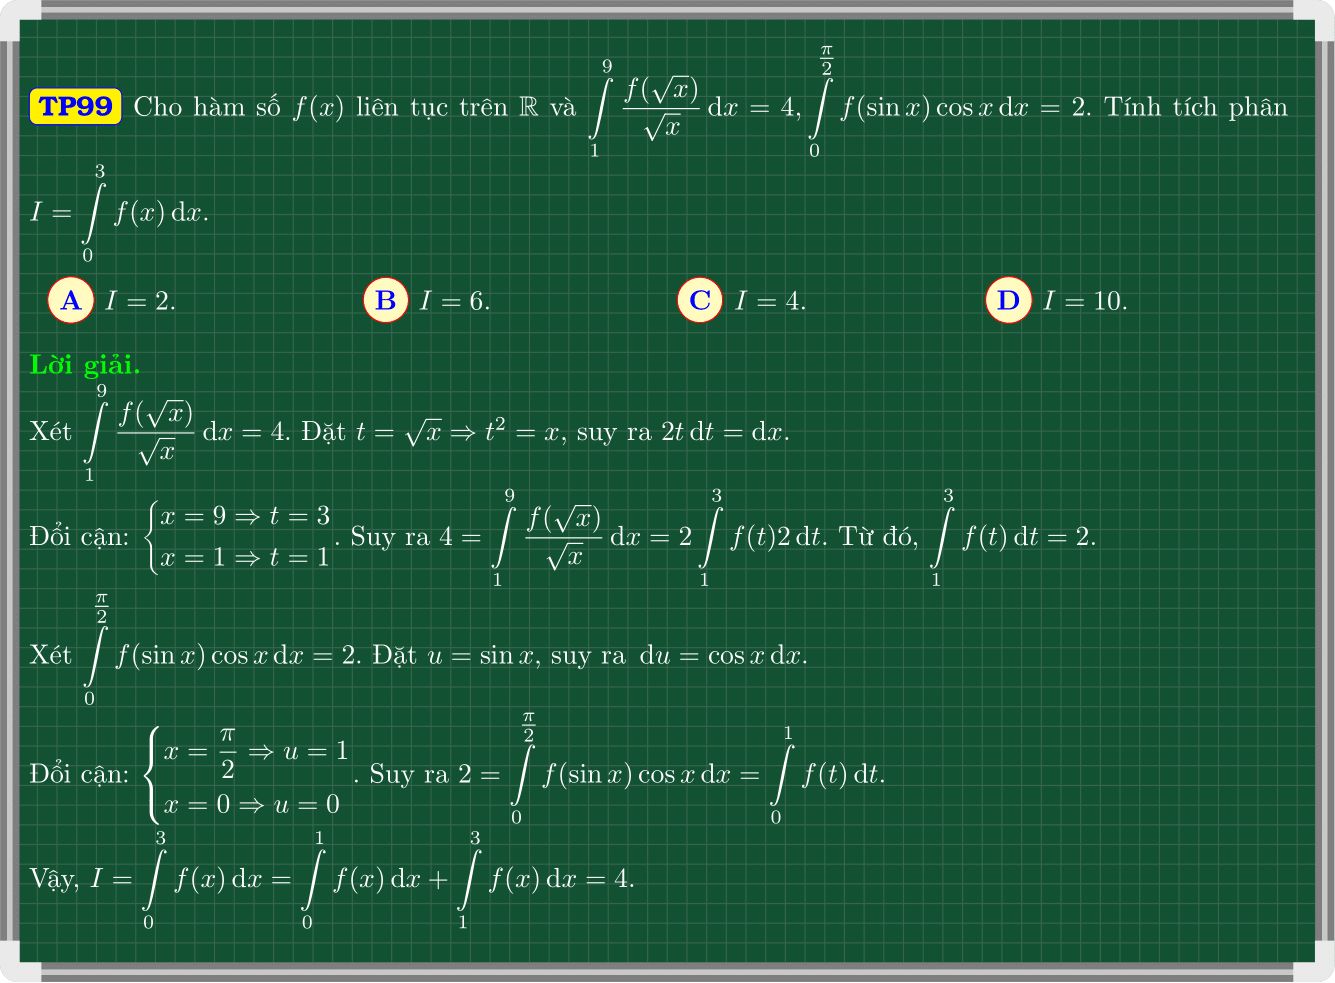 TP99 Cho hàm số $f(x)$ liên tục trên $\mathbb{R}$ và $\int\limits_1^9 \dfrac{f(\sqrt{x})}{\sqrt{x}}\,\mathrm{d}x = 4, \int\limits_0^{\frac{\pi}{2}} f(\sin x)\cos x\,\mathrm{d}x = 2$. Tính tích phân
$I = \int\limits_0^3 f(x)\,\mathrm{d}x$.
A $I = 2$. B $I = 6$. C $I = 4$. D $I = 10$.
Lời giải.
Xét $\int\limits_1^9 \dfrac{f(\sqrt{x})}{\sqrt{x}}\,\mathrm{d}x = 4$. Đặt $t = \sqrt{x} \Rightarrow t^2 = x$, suy ra $2t\,\mathrm{d}t = \mathrm{d}x$.
Đổi cận: $\begin{cases} x = 9 \Rightarrow t = 3 \\ x = 1 \Rightarrow t = 1 \end{cases}$. Suy ra $4 = \int\limits_1^9 \dfrac{f(\sqrt{x})}{\sqrt{x}}\,\mathrm{d}x = 2\int\limits_1^3 f(t)2\,\mathrm{d}t$. Từ đó, $\int\limits_1^3 f(t)\,\mathrm{d}t = 2$.
Xét $\int\limits_0^{\frac{\pi}{2}} f(\sin x)\cos x\,\mathrm{d}x = 2$. Đặt $u = \sin x$, suy ra $\mathrm{d}u = \cos x\,\mathrm{d}x$.
Đổi cận: $\begin{cases} x = \dfrac{\pi}{2} \Rightarrow u = 1 \\ x = 0 \Rightarrow u = 0 \end{cases}$. Suy ra $2 = \int\limits_0^{\frac{\pi}{2}} f(\sin x)\cos x\,\mathrm{d}x = \int\limits_0^1 f(t)\,\mathrm{d}t$.
Vậy, $I = \int\limits_0^3 f(x)\,\mathrm{d}x = \int\limits_0^1 f(x)\,\mathrm{d}x + \int\limits_1^3 f(x)\,\mathrm{d}x = 4$.